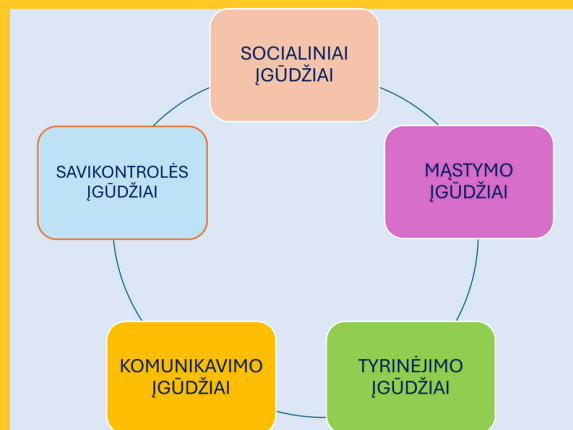 SOCIALINIAI
ĮGŪDŽIAI
MĄSTYMO
ĮGŪDŽIAI
TYRINĖJIMO
ĮGŪDŽIAI
KOMUNIKAVIMO
ĮGŪDŽIAI
SAVIKONTROLĖS
ĮGŪDŽIAI